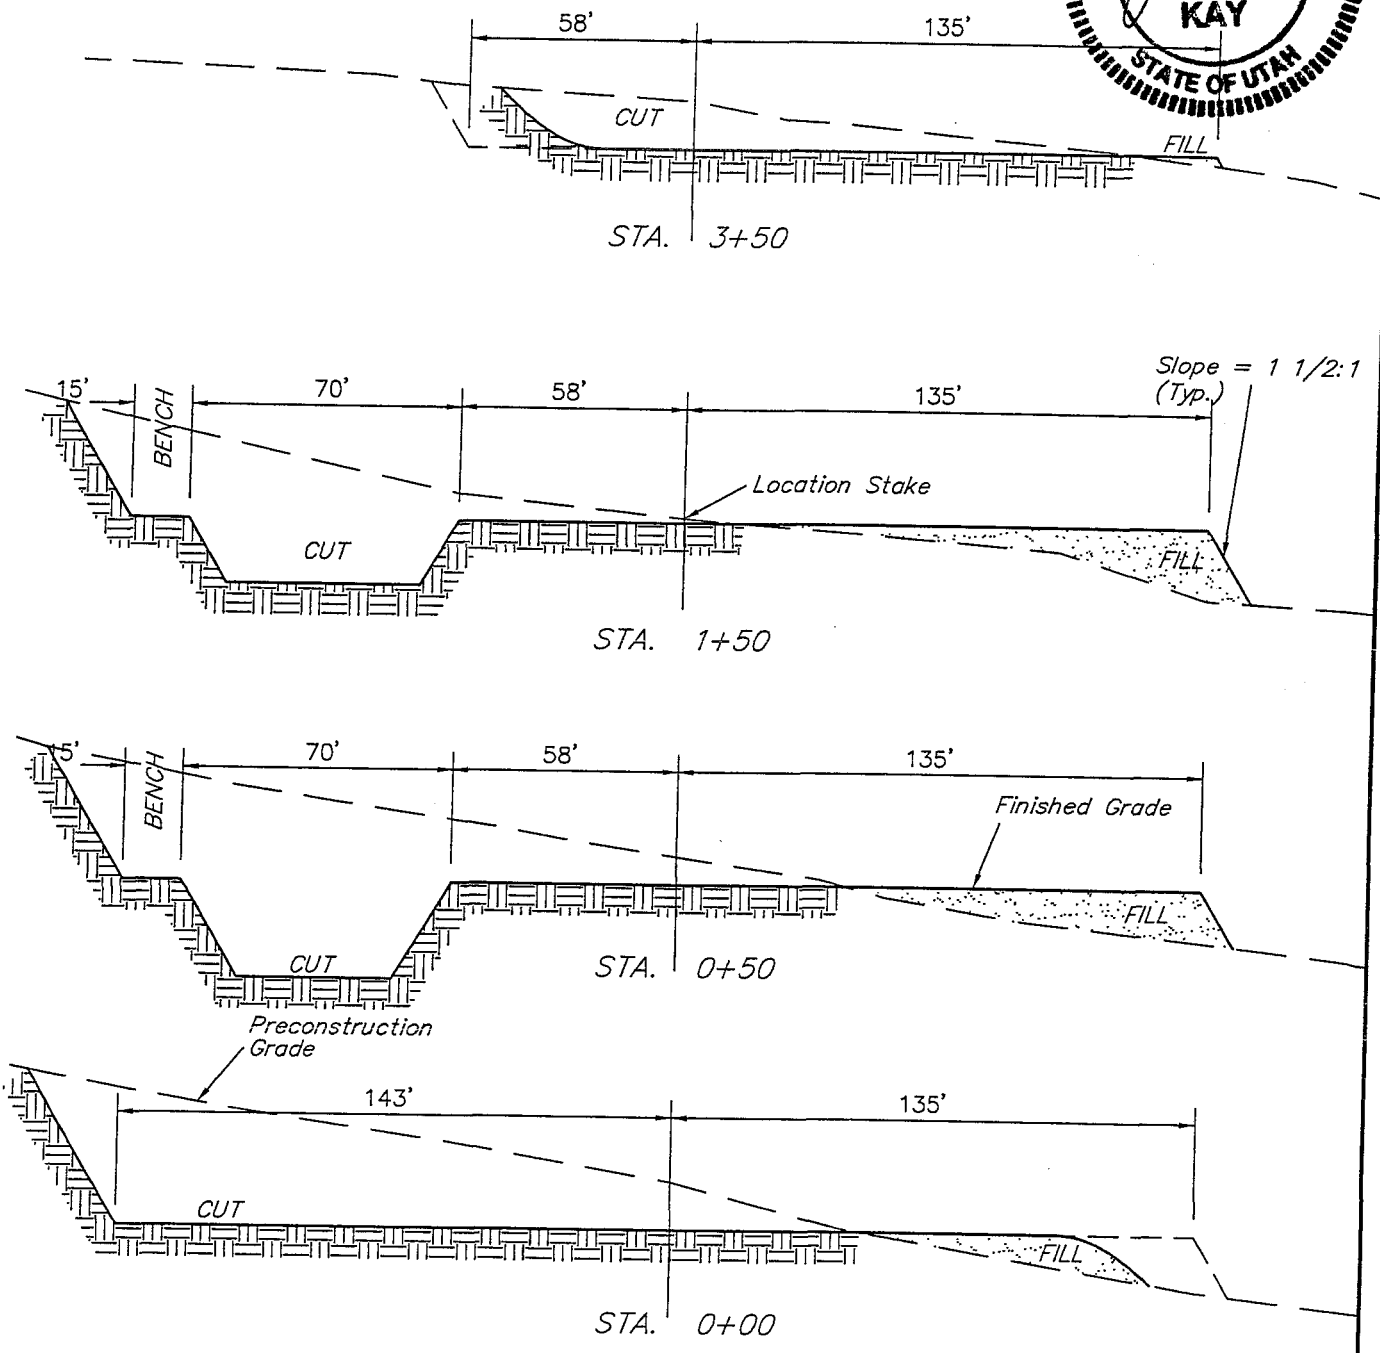 KAY
STATE OF UTAH
58'
135'
CUT
FILL
STA. 3+50
Slope = 1 1/2:1
(Typ.)
15'
BENCH
70'
58'
135'
Location Stake
CUT
FILL
STA. 1+50
15'
BENCH
70'
58'
135'
Finished Grade
CUT
FILL
STA. 0+50
Preconstruction
Grade
143'
135'
CUT
FILL
STA. 0+00